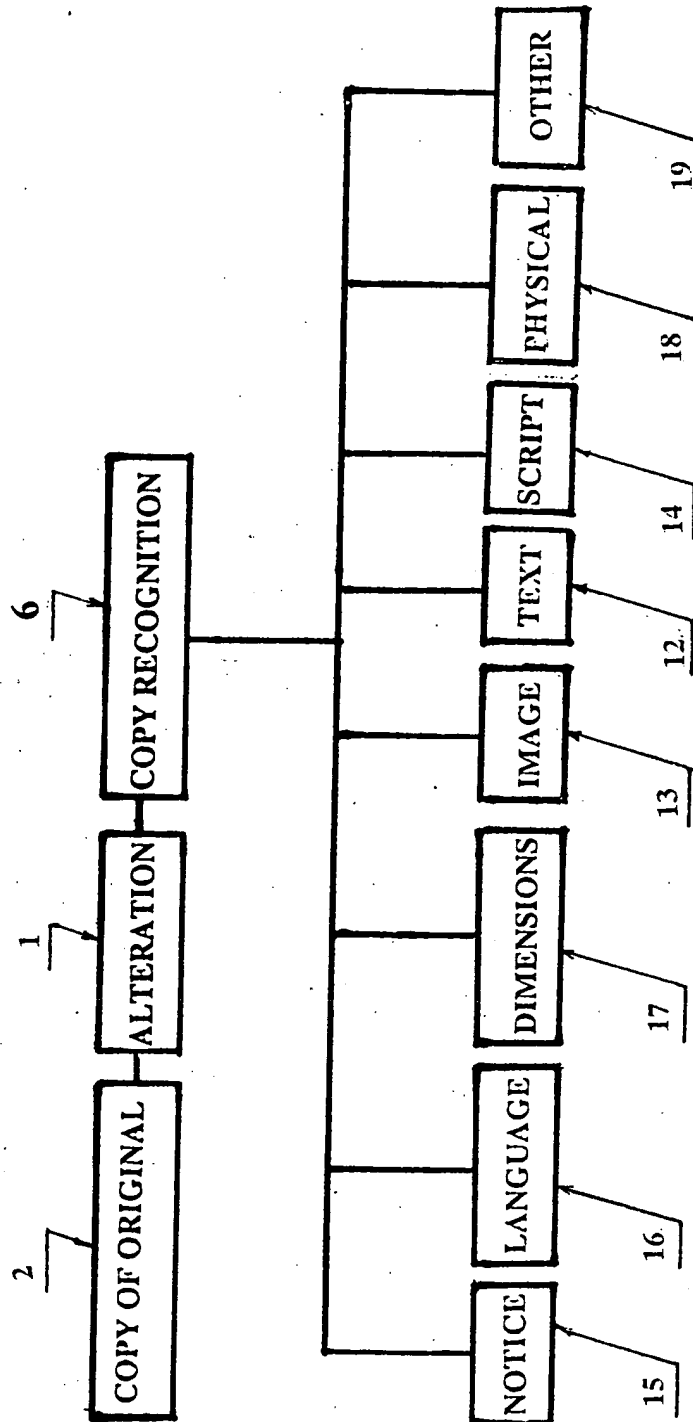 2
1
6
COPY OF ORIGINAL
ALTERATION
COPY RECOGNITION
NOTICE
LANGUAGE
DIMENSIONS
IMAGE
TEXT
SCRIPT
PHYSICAL
OTHER
15
16
17
13
12
14
18
19